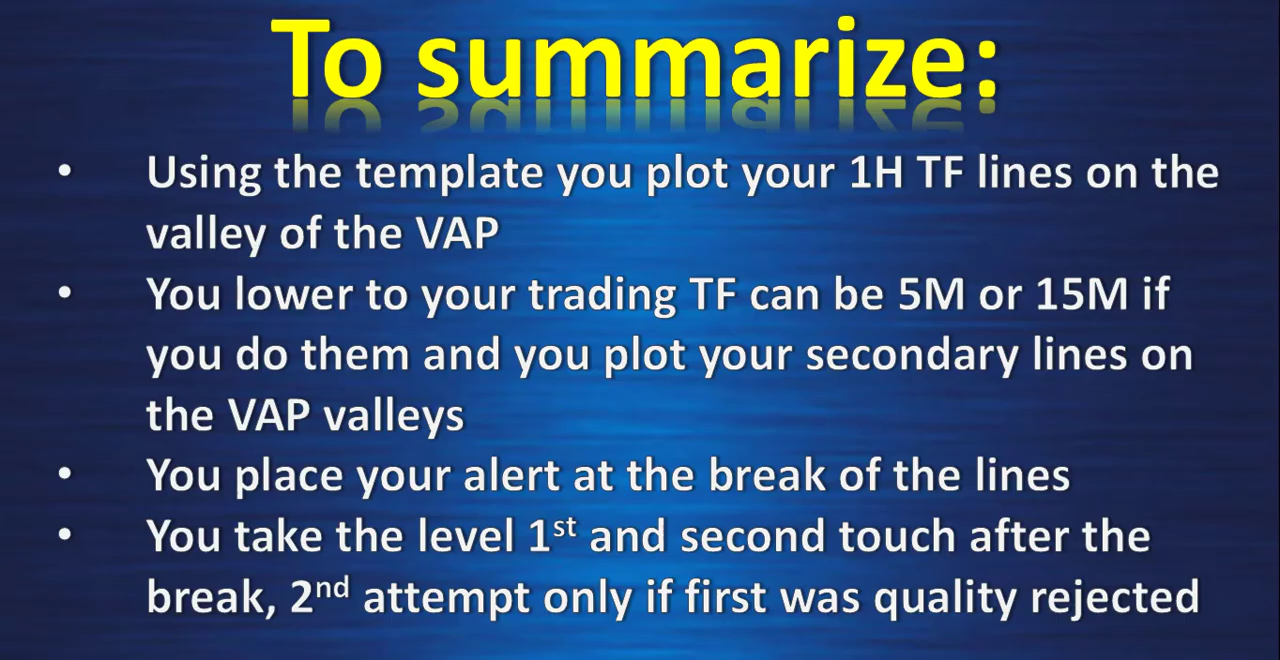 To summarize:
• Using the template you plot your 1H TF lines on the
valley of the VAP
• You lower to your trading TF can be 5M or 15M if
you do them and you plot your secondary lines on
the VAP valleys
• You place your alert at the break of the lines
• You take the level 1st and second touch after the
break, 2nd attempt only if first was quality rejected